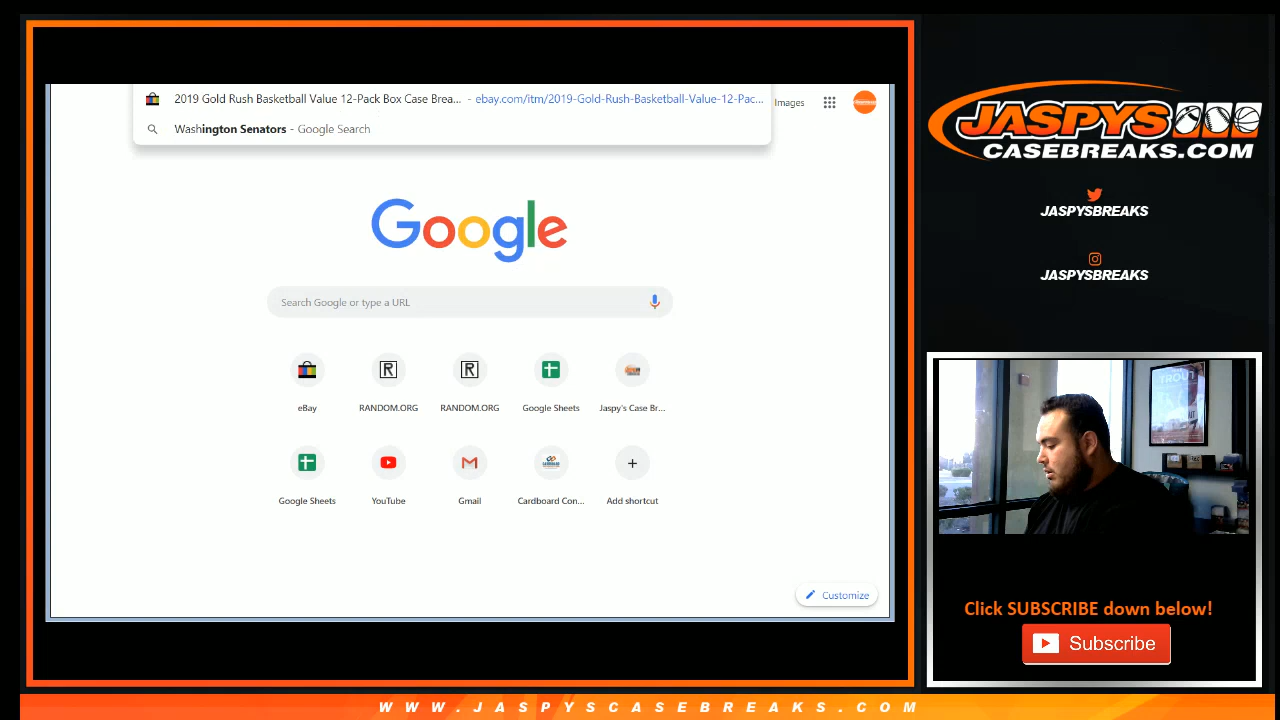 2019 Gold Rush Basketball Value 12-Pack Box Case Brea... - ebay.com/itm/2019-Gold-Rush-Basketball-Value-12-Pac...
Images
Washington Senators - Google Search
Google
Search Google or type a URL
eBay
RANDOM.ORG
RANDOM.ORG
Google Sheets
Jaspy's Case Br...
Google Sheets
YouTube
Gmail
Cardboard Con...
Add shortcut
Customize
JASPYS
CASEBREAKS.COM
JASPYSBREAKS
JASPYSBREAKS
Click SUBSCRIBE down below!
Subscribe
WWW.JASPYSCASEBREAKS.COM